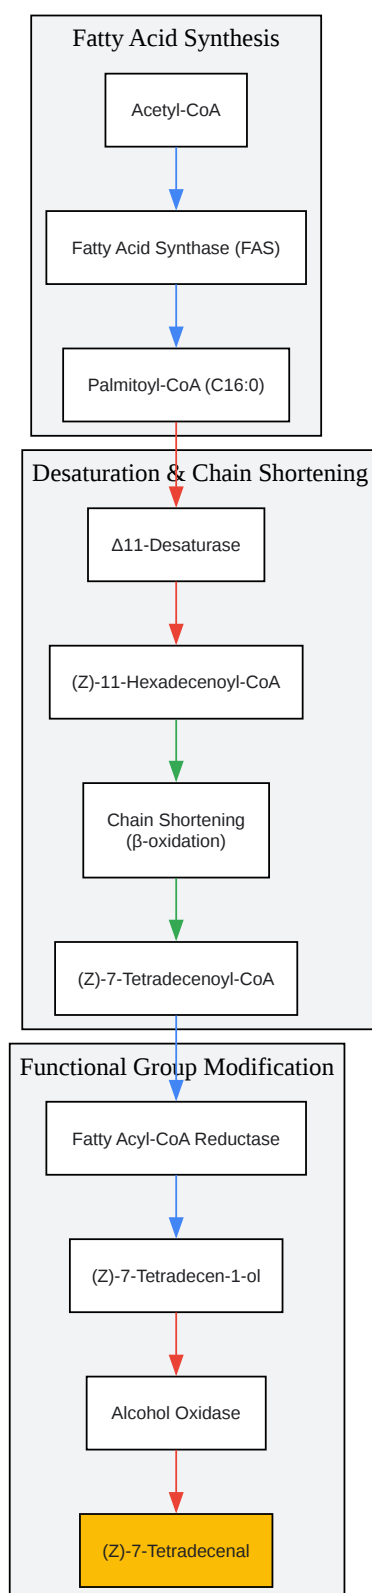 Fatty Acid Synthesis
Acetyl-CoA
Fatty Acid Synthase (FAS)
Palmitoyl-CoA (C16:0)
Desaturation & Chain Shortening
Δ11-Desaturase
(Z)-11-Hexadecenoyl-CoA
Chain Shortening
(β-oxidation)
(Z)-7-Tetradecenoyl-CoA
Functional Group Modification
Fatty Acyl-CoA Reductase
(Z)-7-Tetradecen-1-ol
Alcohol Oxidase
(Z)-7-Tetradecenal